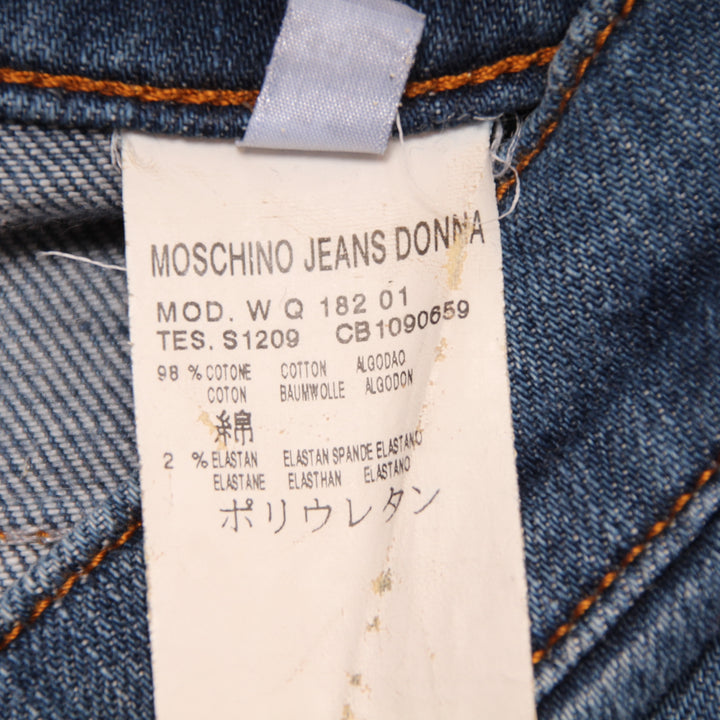 MOSCHINO JEANS DONNA
MOD. W Q 182 01
TES. S1209 CB1090659
98 % COTONE COTTON ALGODAO
COTON BAUMWOLLE ALGODON
綿
2 % ELASTAN ELASTAN SPANDE ELASTANO
ELASTANE ELASTHAN ELASTANO
ポリウレタン